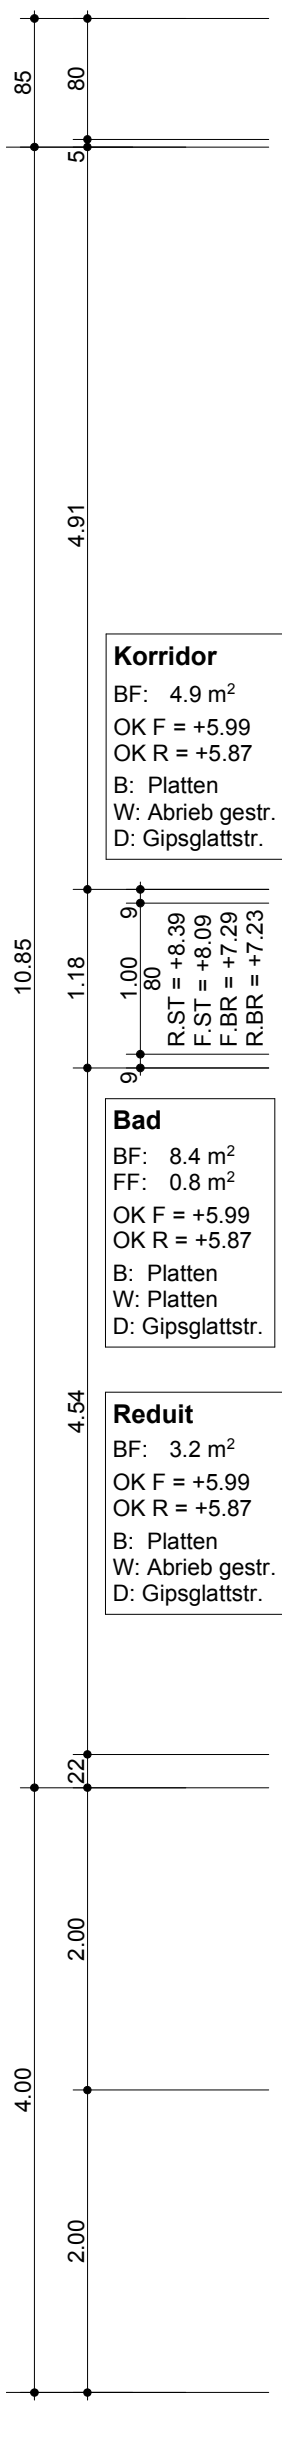 85
80
5
4.91
Korridor
BF: 4.9 m²
OK F = +5.99
OK R = +5.87
B: Platten
W: Abrieb gestr.
D: Gipsglattstr.
10.85
1.18
9
1.00
80
9
R.ST = +8.39
F.ST = +8.09
F.BR = +7.29
R.BR = +7.23
Bad
BF: 8.4 m²
FF: 0.8 m²
OK F = +5.99
OK R = +5.87
B: Platten
W: Platten
D: Gipsglattstr.
4.54
Reduit
BF: 3.2 m²
OK F = +5.99
OK R = +5.87
B: Platten
W: Abrieb gestr.
D: Gipsglattstr.
22
2.00
4.00
2.00